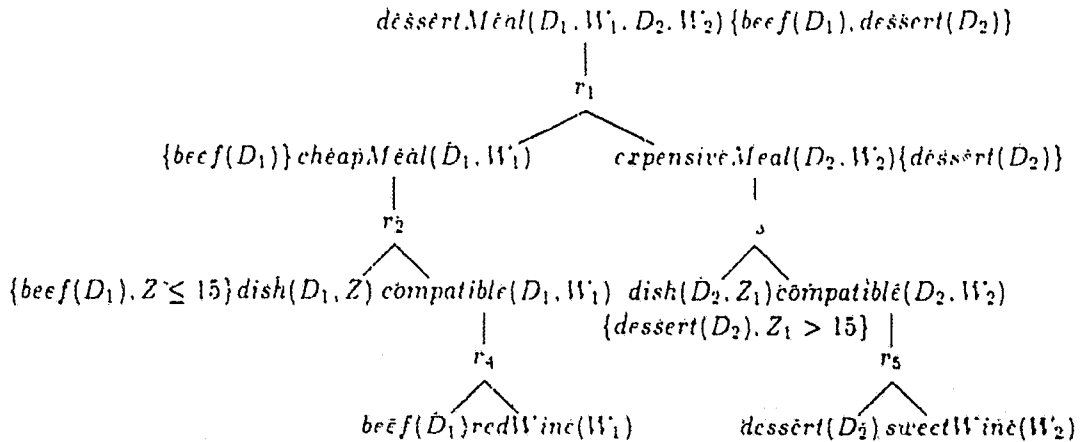 dessertMeal(D₁, W₁, D₂, W₂){beef(D₁), dessert(D₂)}
r₁
{beef(D₁)}cheapMeal(D₁, W₁) expensiveMeal(D₂, W₂){dessert(D₂)}
r₂ s
{beef(D₁), Z ≤ 15}dish(D₁, Z) compatible(D₁, W₁) dish(D₂, Z₁)compatible(D₂, W₂)
{dessert(D₂), Z₁ > 15}
r₄ r₅
beef(D₁)redWine(W₁) dessert(D₂)sweetWine(W₂)